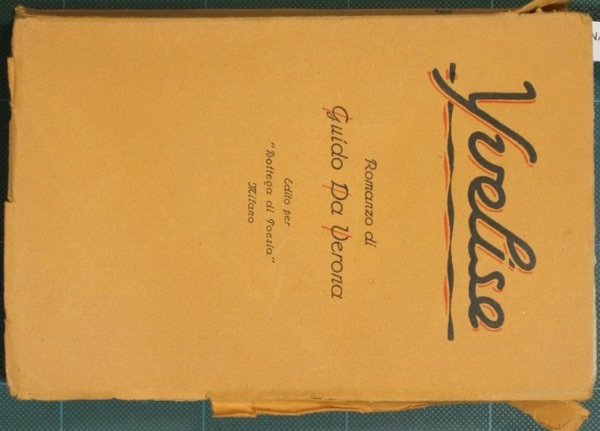 Yvelise
Romanzo di
Guido Da Verona
Edito per
"Bottega di Poesia"
Milano